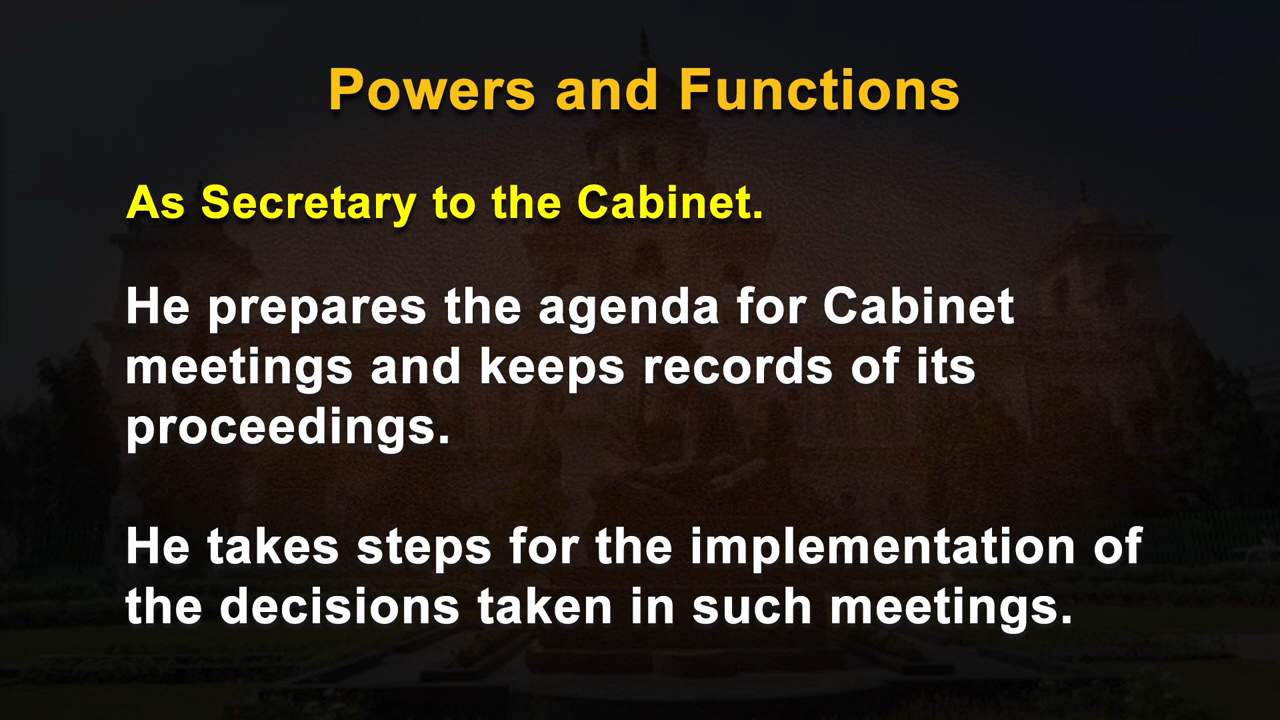 Powers and Functions
As Secretary to the Cabinet.
He prepares the agenda for Cabinet
meetings and keeps records of its
proceedings.
He takes steps for the implementation of
the decisions taken in such meetings.